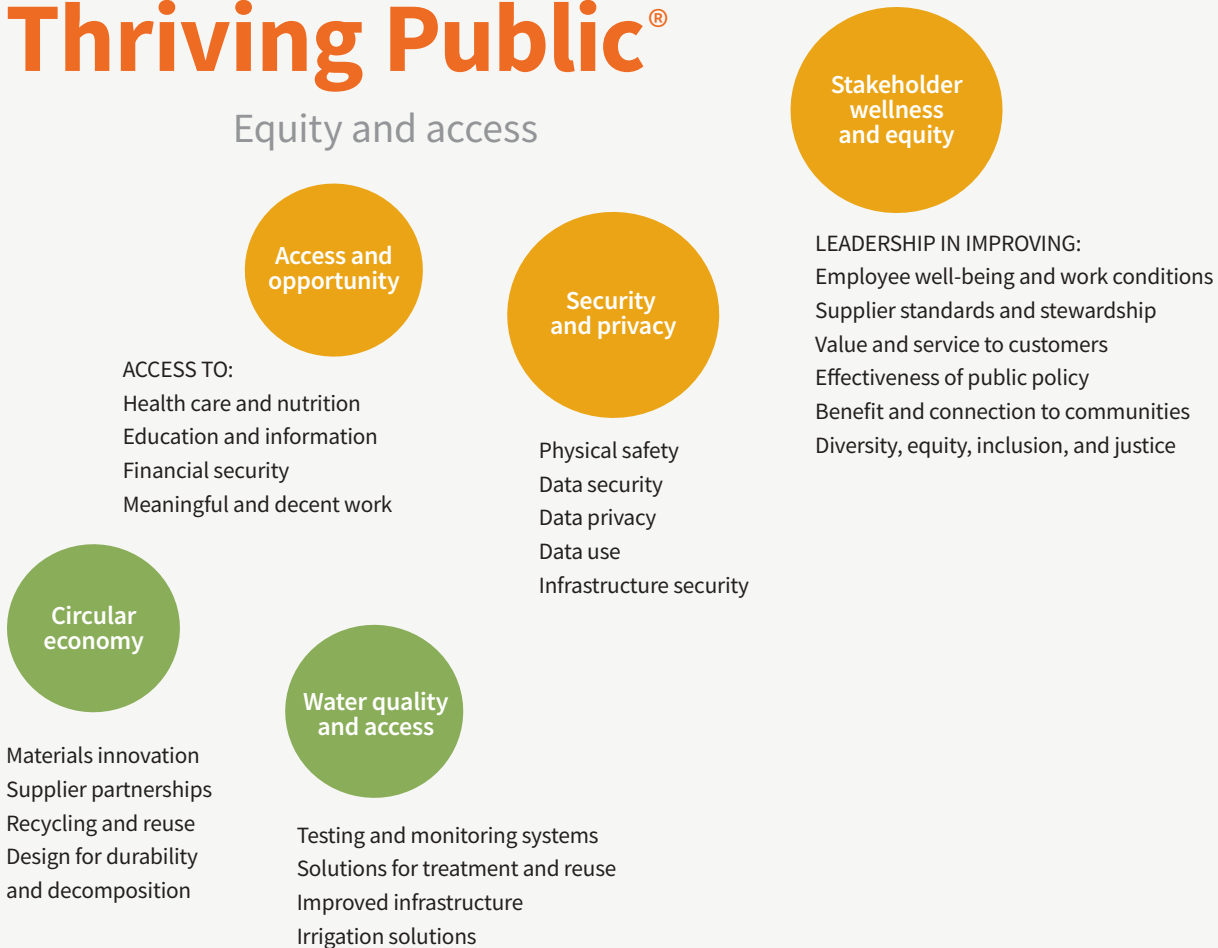 Thriving Public®
Equity and access
Stakeholder
wellness
and equity
LEADERSHIP IN IMPROVING:
Employee well-being and work conditions
Supplier standards and stewardship
Value and service to customers
Effectiveness of public policy
Benefit and connection to communities
Diversity, equity, inclusion, and justice
Access and
opportunity
ACCESS TO:
Health care and nutrition
Education and information
Financial security
Meaningful and decent work
Security
and privacy
Physical safety
Data security
Data privacy
Data use
Infrastructure security
Circular
economy
Materials innovation
Supplier partnerships
Recycling and reuse
Design for durability
and decomposition
Water quality
and access
Testing and monitoring systems
Solutions for treatment and reuse
Improved infrastructure
Irrigation solutions